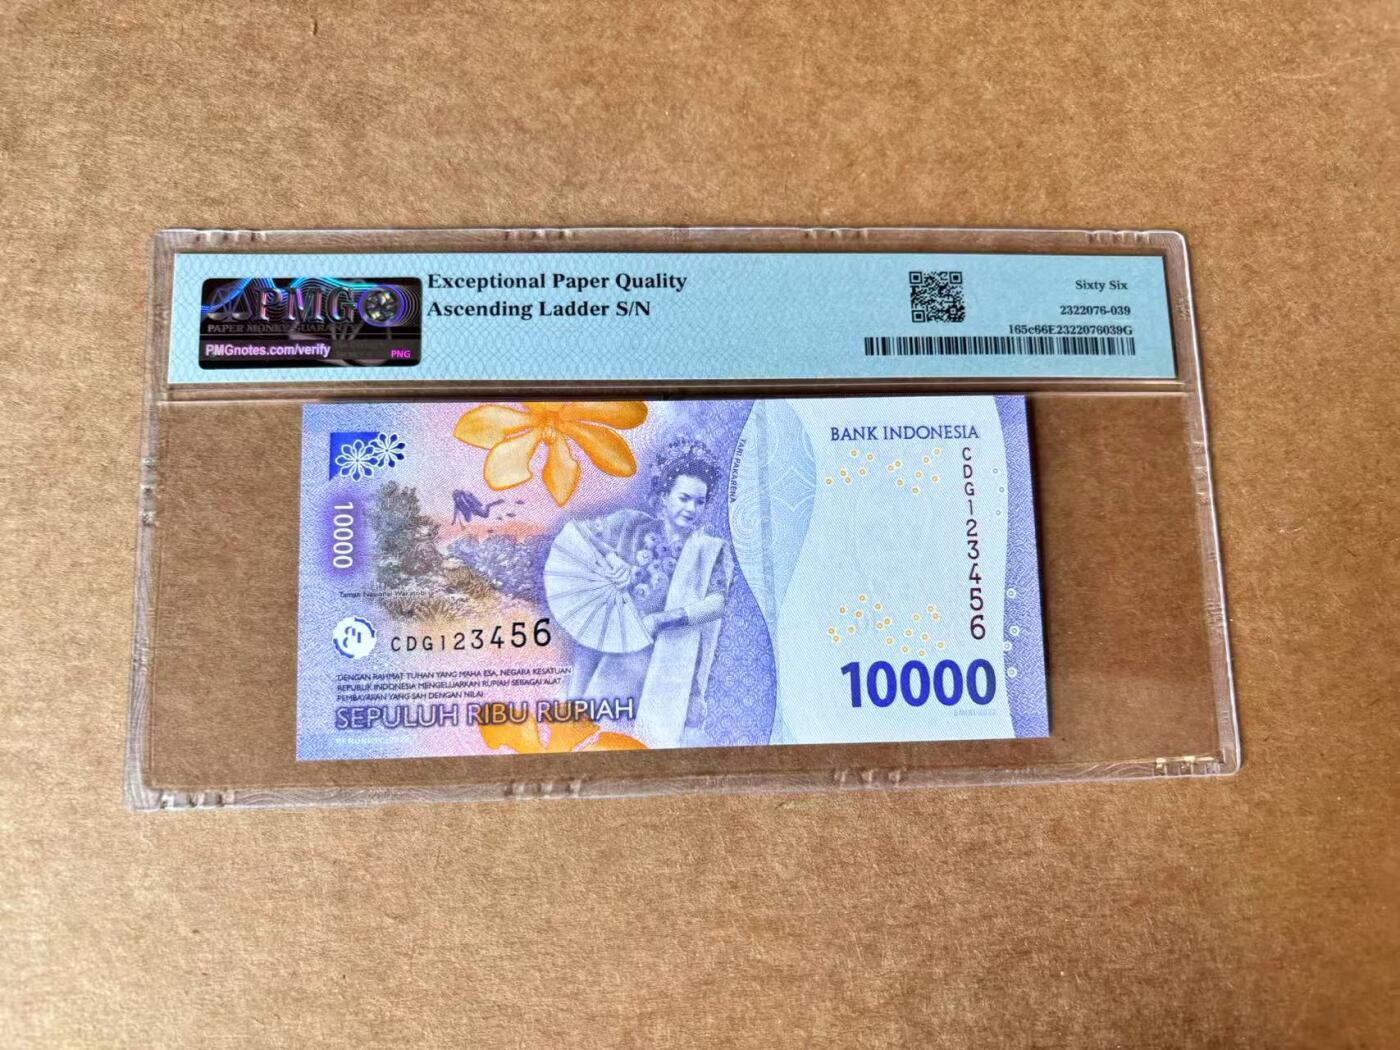 PMG
PAPER MONEY GUARANTY
PMGnotes.com/verify
PNG
Exceptional Paper Quality
Ascending Ladder S/N
Sixty Six
2322076-039
165c66E2322076039G
BANK INDONESIA
CDG123456
TARI PAKARENA
10000
Taman Nasional Wakatobi
CDG123456
DENGAN RAHMAT TUHAN YANG MAHA ESA, NEGARA KESATUAN
REPUBLIK INDONESIA MENGELUARKAN RUPIAH SEBAGAI ALAT
PEMBAYARAN YANG SAH DENGAN NILAI
SEPULUH RIBU RUPIAH
10000